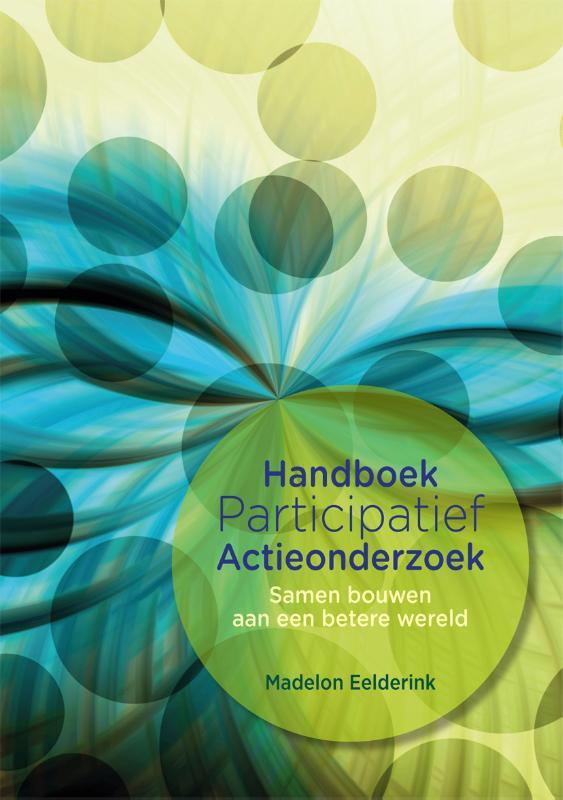 Handboek
Participatief
Actieonderzoek
Samen bouwen
aan een betere wereld
Madelon Eelderink